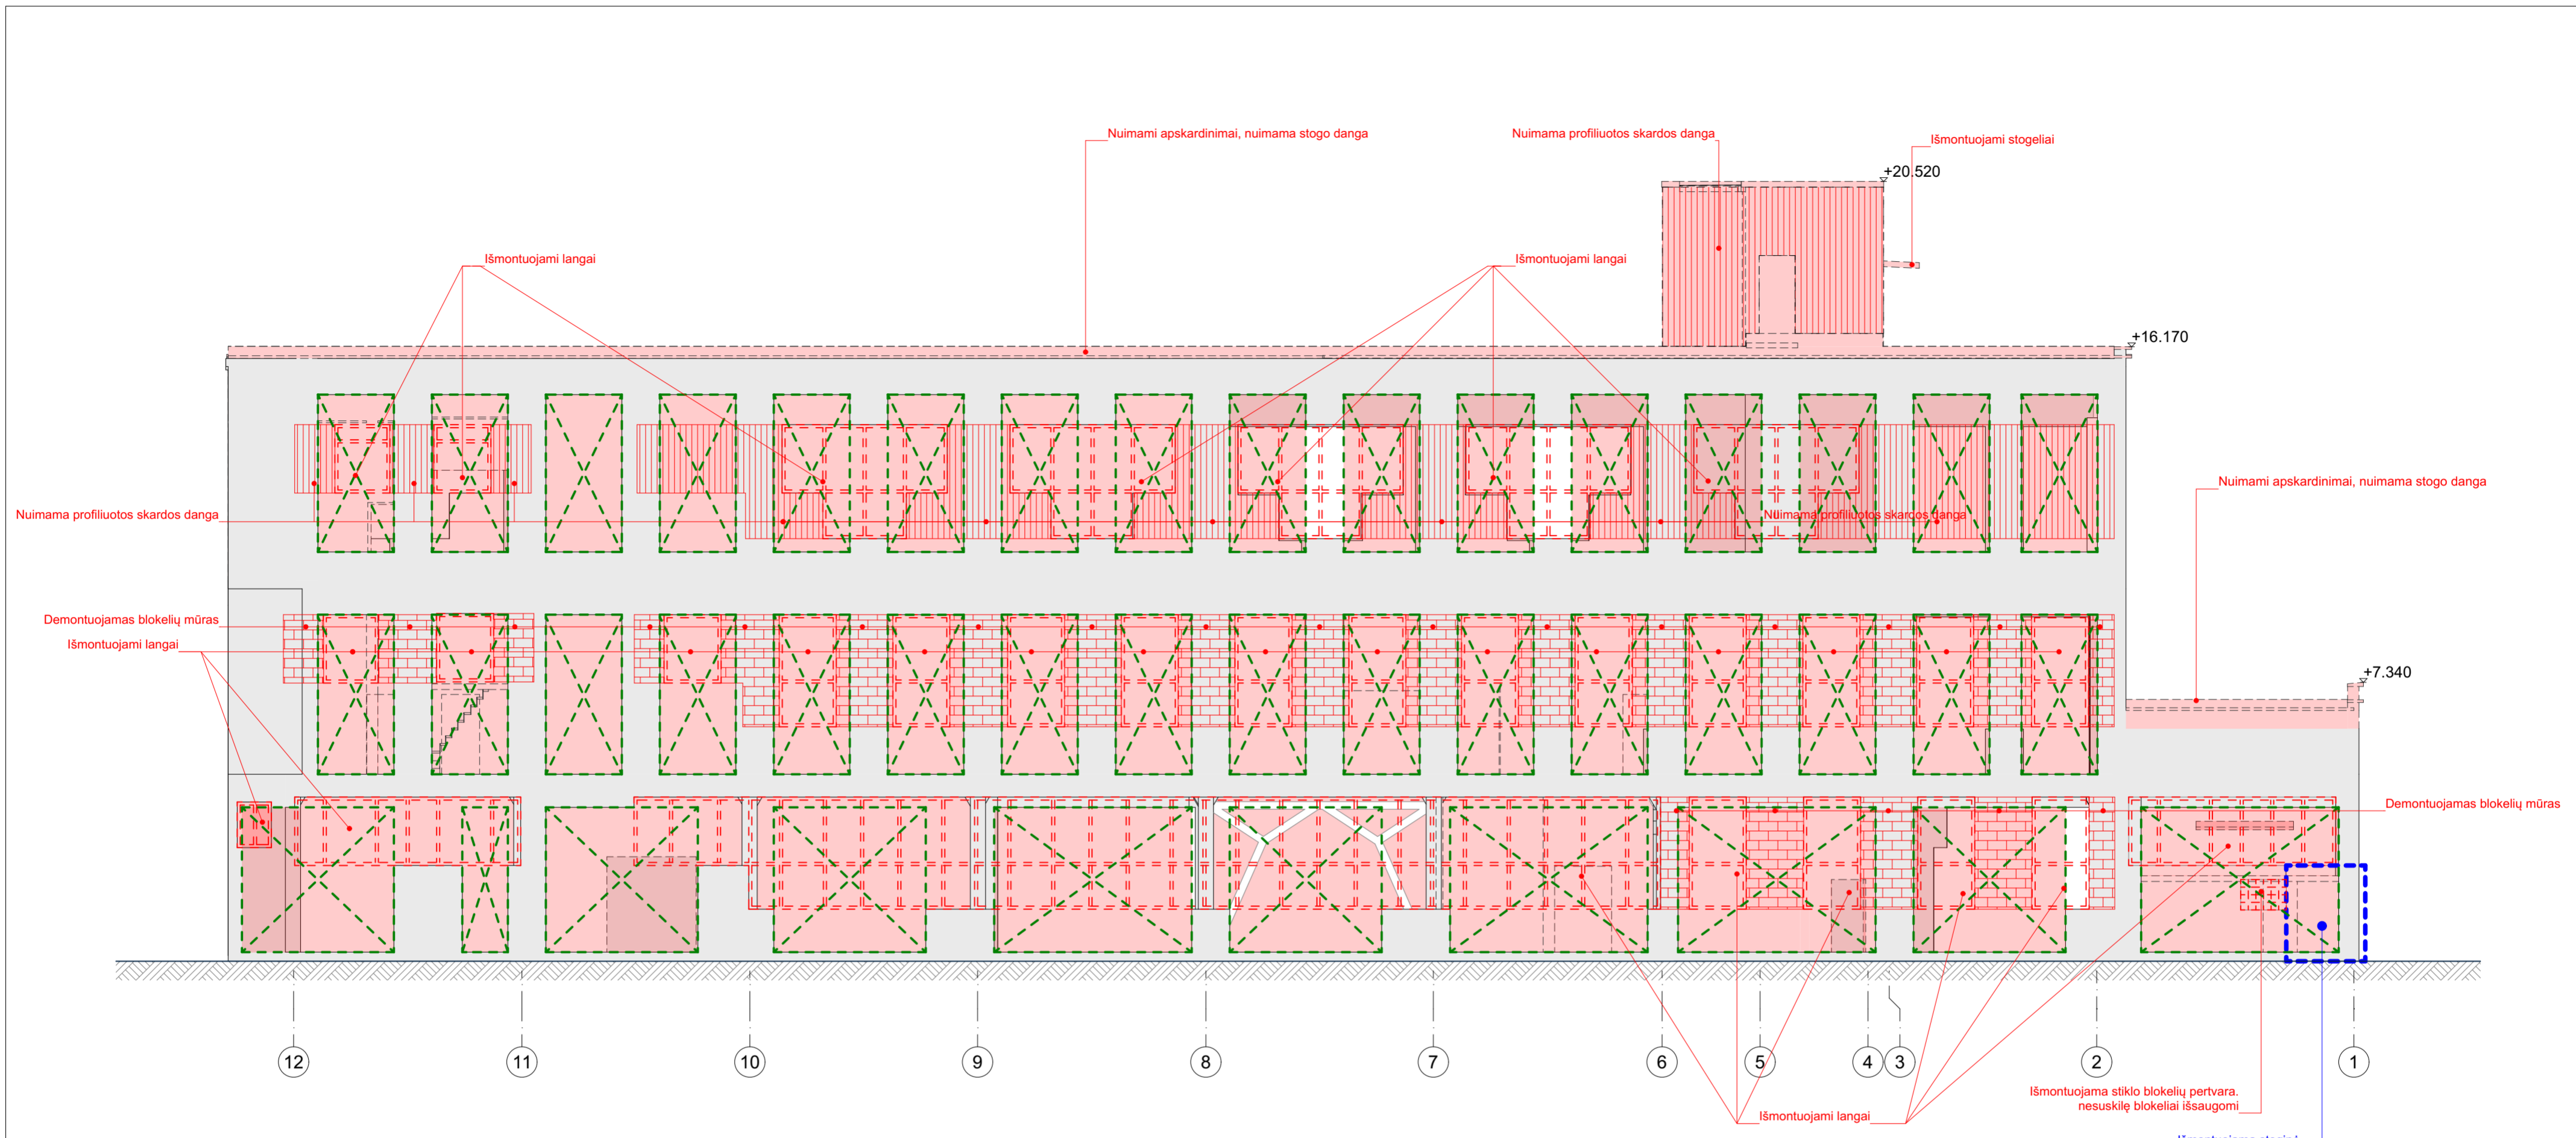 Nuimami apskardinimai, nuimama stogo danga
Nuimama profiliuotos skardos danga
Išmontuojami stogeliai
+20.520
Išmontuojami langai
Išmontuojami langai
+16.170
Nuimami apskardinimai, nuimama stogo danga
Nuimama profiliuotos skardos danga
Nuimama profiliuotos skardos danga
Demontuojamas blokelių mūras
Išmontuojami langai
+7.340
Demontuojamas blokelių mūras
12
11
10
9
8
7
6
5
4
3
2
1
Išmontuojama stiklo blokelių pertvara.
nesuskilę blokeliai išsaugomi
Išmontuojami langai